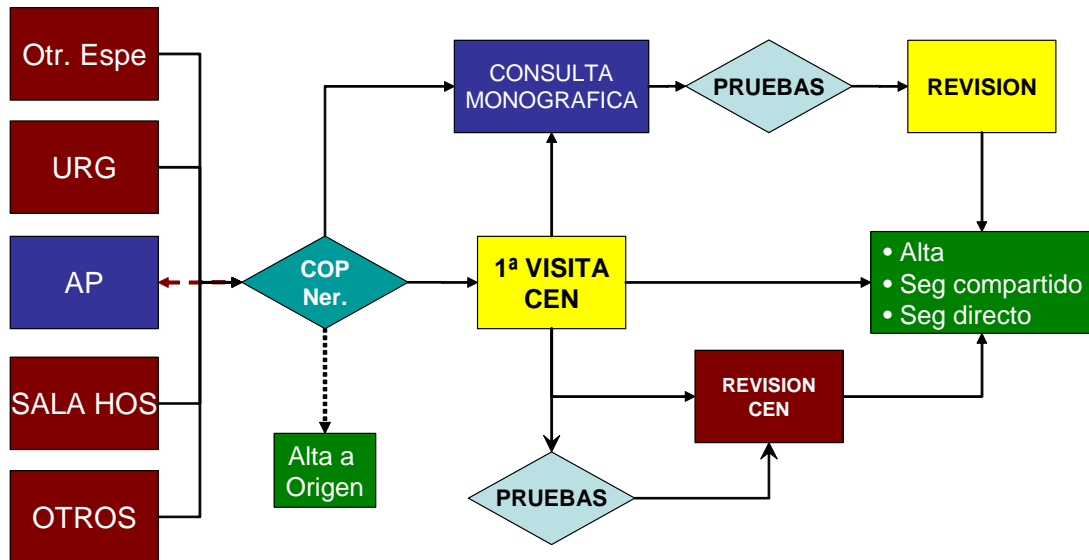 Otr. Espe
URG
AP
SALA HOS
OTROS
COP
Ner.
Alta a
Origen
CONSULTA
MONOGRAFICA
PRUEBAS
REVISION
1ª VISITA
CEN
• Alta
• Seg compartido
• Seg directo
REVISION
CEN
PRUEBAS